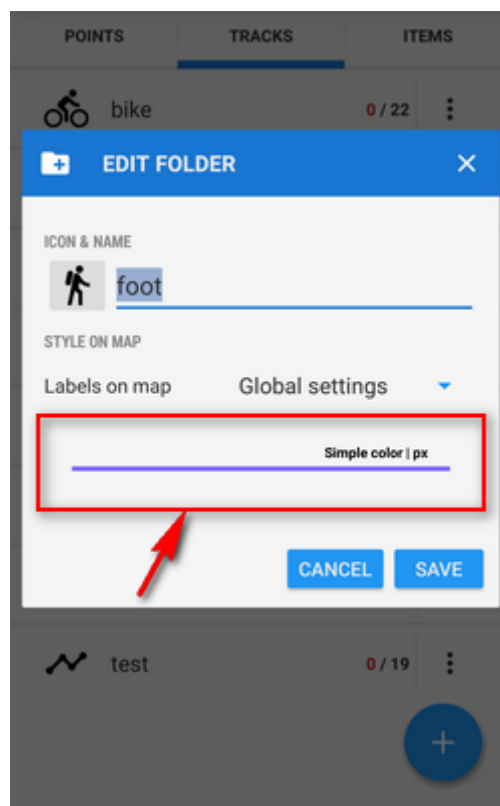 POINTS TRACKS ITEMS
bike 0 / 22
EDIT FOLDER
ICON & NAME
foot
STYLE ON MAP
Labels on map Global settings
Simple color | px
CANCEL SAVE
test 0 / 19